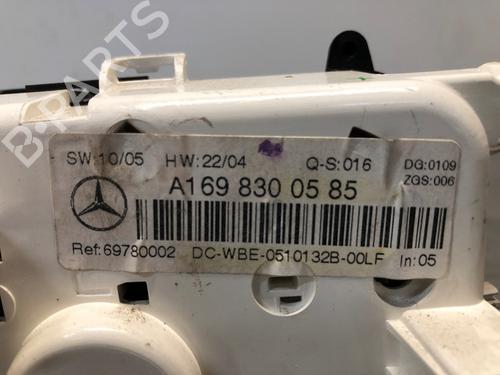 B-PARTS
SW:10/05 HW:22/04 Q-S:016 DG:0109
ZGS:006
A169 830 05 85
Ref:69780002 DC-WBE-0510132B-00LF In:05